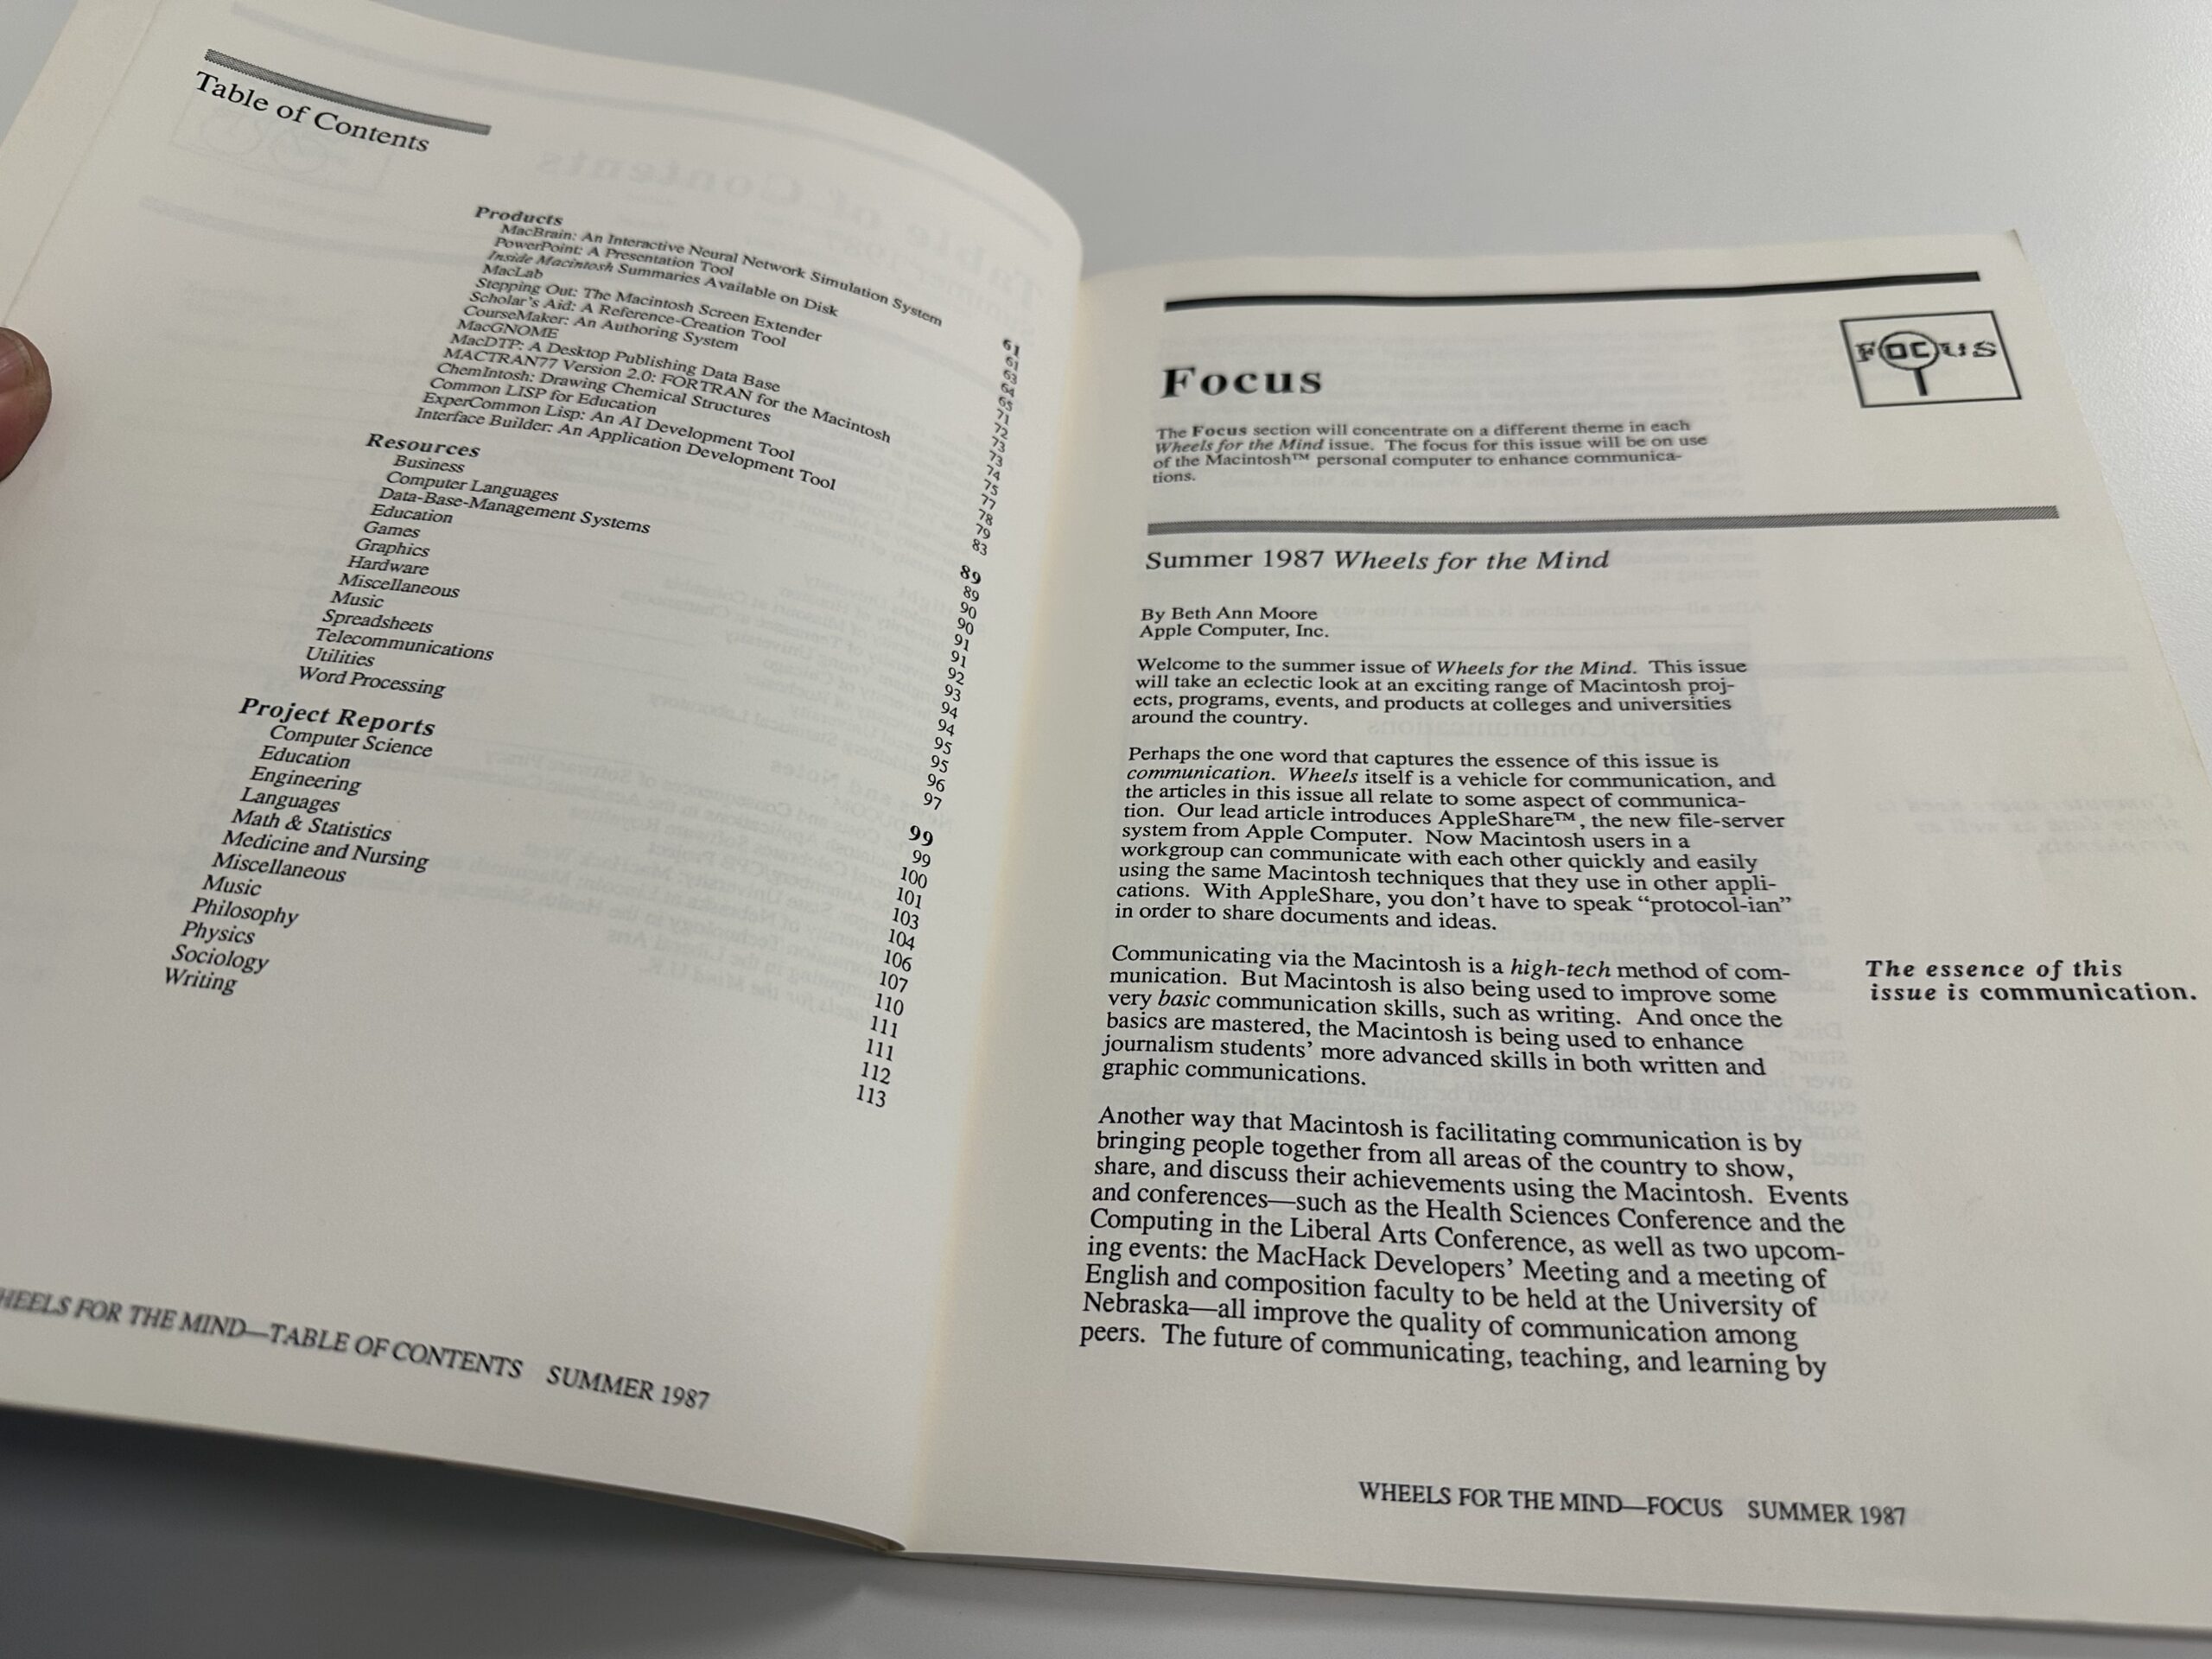 Table of Contents
Products 61
MacBrain: An Interactive Neural Network Simulation System 61
PowerPoint: A Presentation Tool 63
Inside Macintosh Summaries Available on Disk 64
MacLab 65
Stepping Out: The Macintosh Screen Extender 71
Scholar's Aid: A Reference-Creation Tool 72
CourseMaker: An Authoring System 73
MacGNOME 73
MacDTP: A Desktop Publishing Data Base 74
MACTRAN77 Version 2.0: FORTRAN for the Macintosh 75
ChemIntosh: Drawing Chemical Structures 77
Common LISP for Education 78
ExperCommon Lisp: An AI Development Tool 79
Interface Builder: An Application Development Tool 83
Resources 89
Business 89
Computer Languages 90
Data-Base-Management Systems 90
Education 91
Games 91
Graphics 92
Hardware 93
Miscellaneous 94
Music 94
Spreadsheets 95
Telecommunications 95
Utilities 96
Word Processing 97
Project Reports 99
Computer Science 99
Education 100
Engineering 101
Languages 103
Math & Statistics 104
Medicine and Nursing 106
Miscellaneous 107
Music 110
Philosophy 111
Physics 111
Sociology 112
Writing 113
HEELS FOR THE MIND—TABLE OF CONTENTS SUMMER 1987
FOCUS
Focus
The Focus section will concentrate on a different theme in each
Wheels for the Mind issue. The focus for this issue will be on use
of the Macintosh™ personal computer to enhance communica-
tions.
Summer 1987 Wheels for the Mind
By Beth Ann Moore
Apple Computer, Inc.
Welcome to the summer issue of Wheels for the Mind. This issue
will take an eclectic look at an exciting range of Macintosh proj-
ects, programs, events, and products at colleges and universities
around the country.
Perhaps the one word that captures the essence of this issue is
communication. Wheels itself is a vehicle for communication, and
the articles in this issue all relate to some aspect of communica-
tion. Our lead article introduces AppleShare™, the new file-server
system from Apple Computer. Now Macintosh users in a
workgroup can communicate with each other quickly and easily
using the same Macintosh techniques that they use in other appli-
cations. With AppleShare, you don't have to speak “protocol-ian”
in order to share documents and ideas.
Communicating via the Macintosh is a high-tech method of com-
munication. But Macintosh is also being used to improve some
very basic communication skills, such as writing. And once the
basics are mastered, the Macintosh is being used to enhance
journalism students’ more advanced skills in both written and
graphic communications.
The essence of this
issue is communication.
Another way that Macintosh is facilitating communication is by
bringing people together from all areas of the country to show,
share, and discuss their achievements using the Macintosh. Events
and conferences—such as the Health Sciences Conference and the
Computing in the Liberal Arts Conference, as well as two upcom-
ing events: the MacHack Developers’ Meeting and a meeting of
English and composition faculty to be held at the University of
Nebraska—all improve the quality of communication among
peers. The future of communicating, teaching, and learning by
WHEELS FOR THE MIND—FOCUS SUMMER 1987